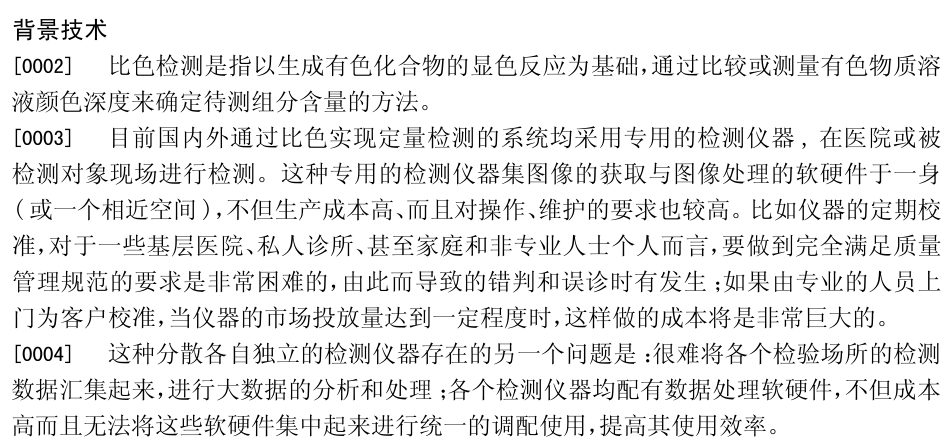 背景技术
[0002] 比色检测是指以生成有色化合物的显色反应为基础,通过比较或测量有色物质溶
液颜色深度来确定待测组分含量的方法。
[0003] 目前国内外通过比色实现定量检测的系统均采用专用的检测仪器,在医院或被
检测对象现场进行检测。这种专用的检测仪器集图像的获取与图像处理的软硬件于一身
(或一个相近空间),不但生产成本高、而且对操作、维护的要求也较高。比如仪器的定期校
准,对于一些基层医院、私人诊所、甚至家庭和非专业人士个人而言,要做到完全满足质量
管理规范的要求是非常困难的,由此而导致的错判和误诊时有发生;如果由专业的人员上
门为客户校准,当仪器的市场投放量达到一定程度时,这样做的成本将是非常巨大的。
[0004] 这种分散各自独立的检测仪器存在的另一个问题是:很难将各个检验场所的检测
数据汇集起来,进行大数据的分析和处理;各个检测仪器均配有数据处理软硬件,不但成本
高而且无法将这些软硬件集中起来进行统一的调配使用,提高其使用效率。